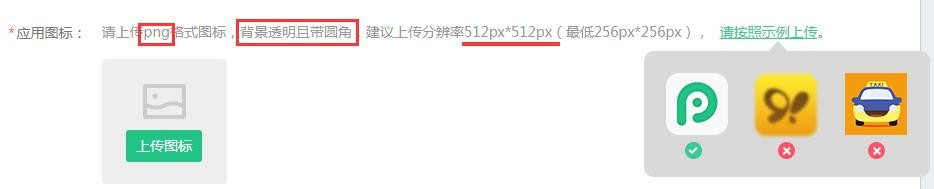 *应用图标： 请上传png格式图标，背景透明且带圆角，建议上传分辨率512px*512px（最低256px*256px）， 请按照示例上传。
上传图标
TAXI